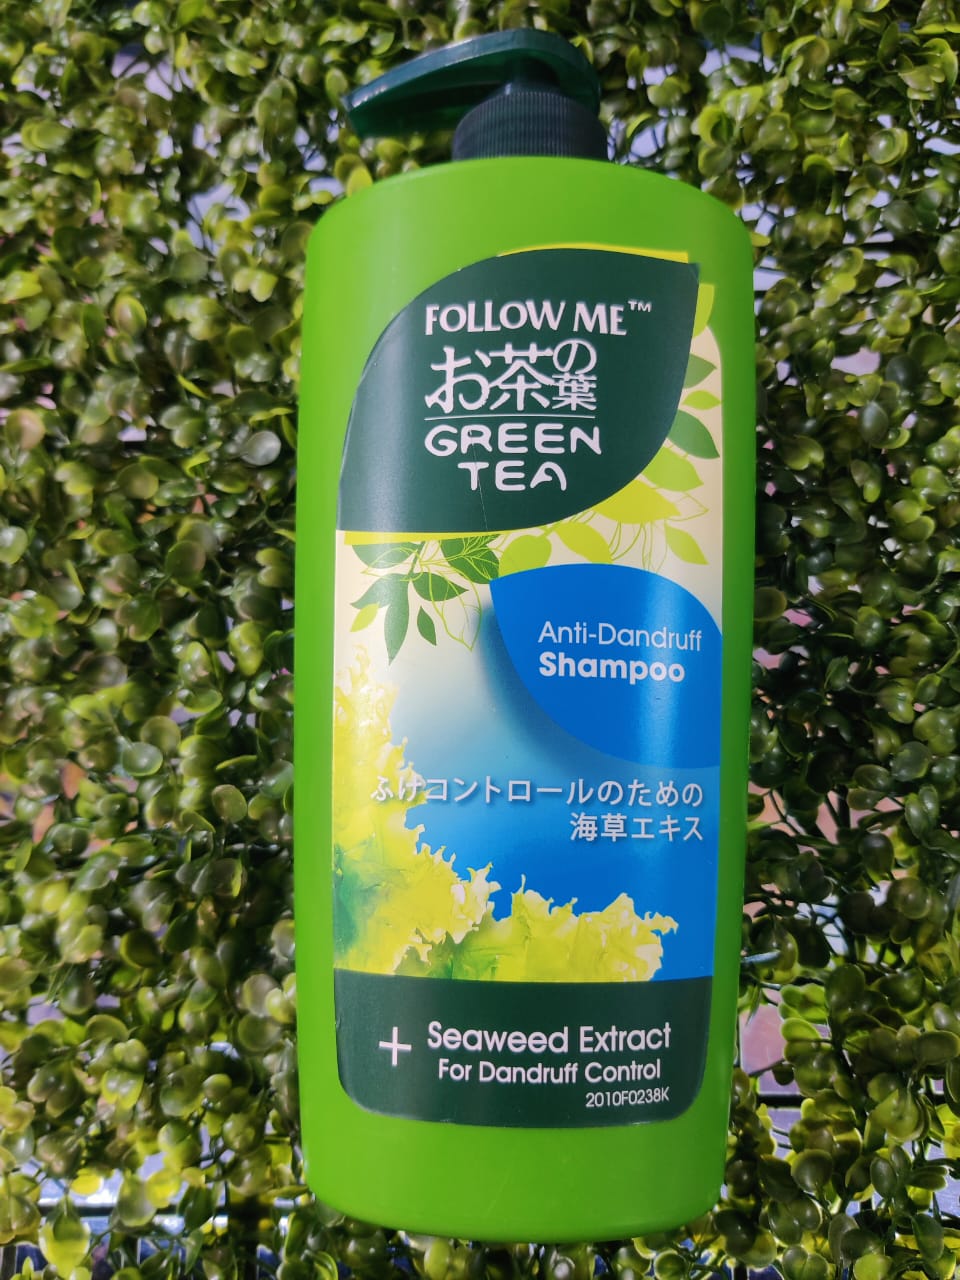 FOLLOW ME™
お茶の葉
GREEN
TEA
Anti-Dandruff
Shampoo
ふけコントロールのための
海草エキス
+ Seaweed Extract
For Dandruff Control
2010F0238K